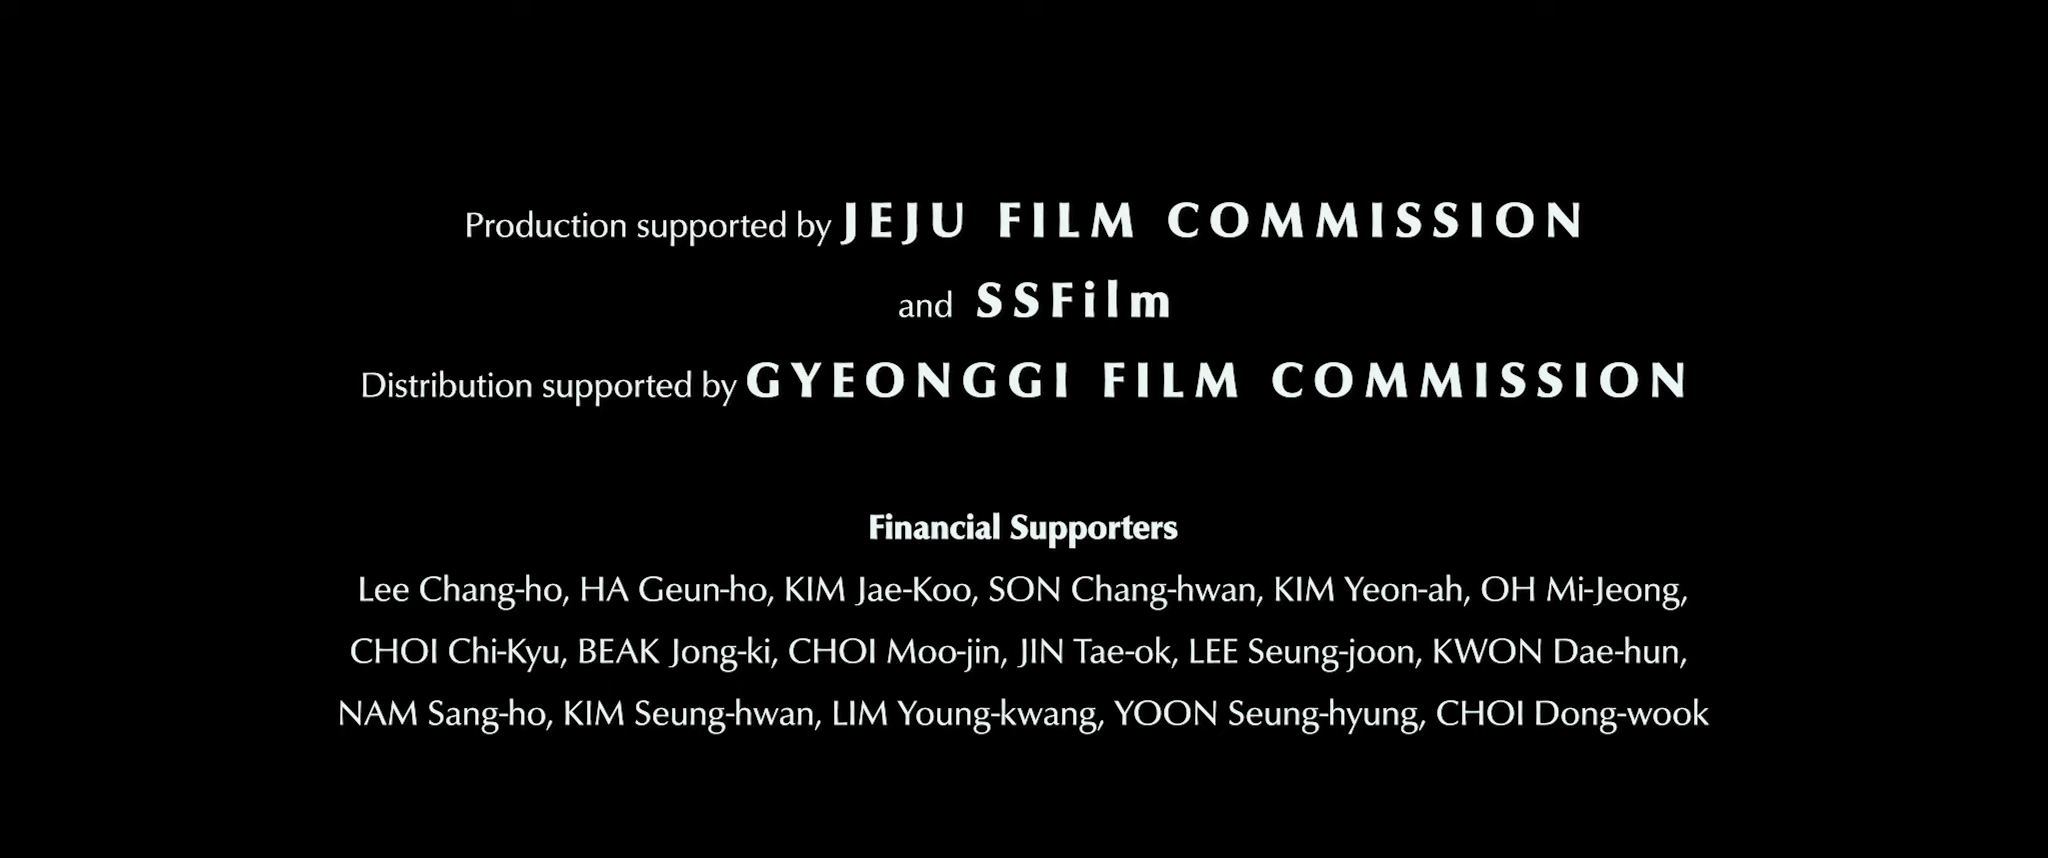 Production supported by JEJU FILM COMMISSION
and SSFilm
Distribution supported by GYEONGGI FILM COMMISSION
Financial Supporters
Lee Chang-ho, HA Geun-ho, KIM Jae-Koo, SON Chang-hwan, KIM Yeon-ah, OH Mi-Jeong,
CHOI Chi-Kyu, BEAK Jong-ki, CHOI Moo-jin, JIN Tae-ok, LEE Seung-joon, KWON Dae-hun,
NAM Sang-ho, KIM Seung-hwan, LIM Young-kwang, YOON Seung-hyung, CHOI Dong-wook